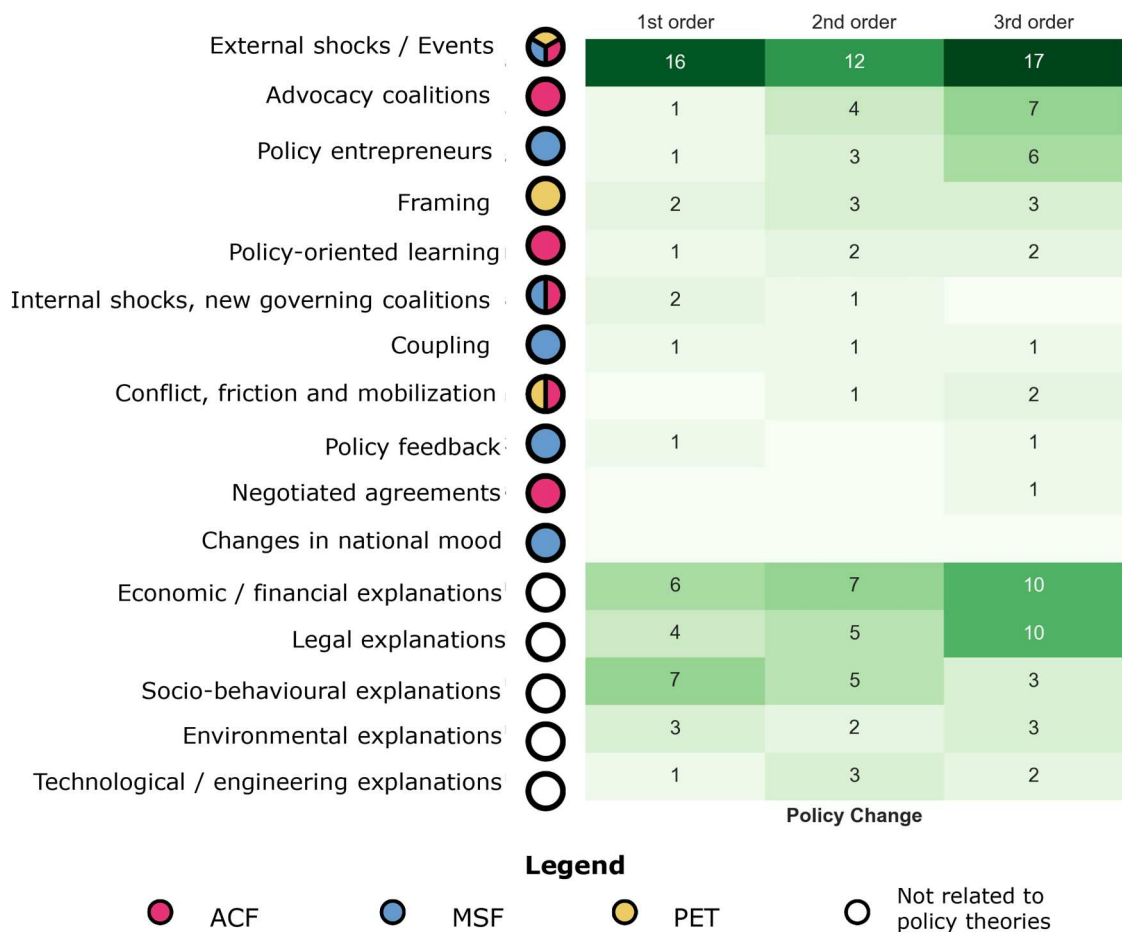 1st order 2nd order 3rd order
External shocks / Events 16 12 17
Advocacy coalitions 1 4 7
Policy entrepreneurs 1 3 6
Framing 2 3 3
Policy-oriented learning 1 2 2
Internal shocks, new governing coalitions 2 1
Coupling 1 1 1
Conflict, friction and mobilization 1 2
Policy feedback 1 1
Negotiated agreements 1
Changes in national mood
Economic / financial explanations 6 7 10
Legal explanations 4 5 10
Socio-behavioural explanations 7 5 3
Environmental explanations 3 2 3
Technological / engineering explanations 1 3 2
Policy Change
Legend
ACF MSF PET Not related to
policy theories